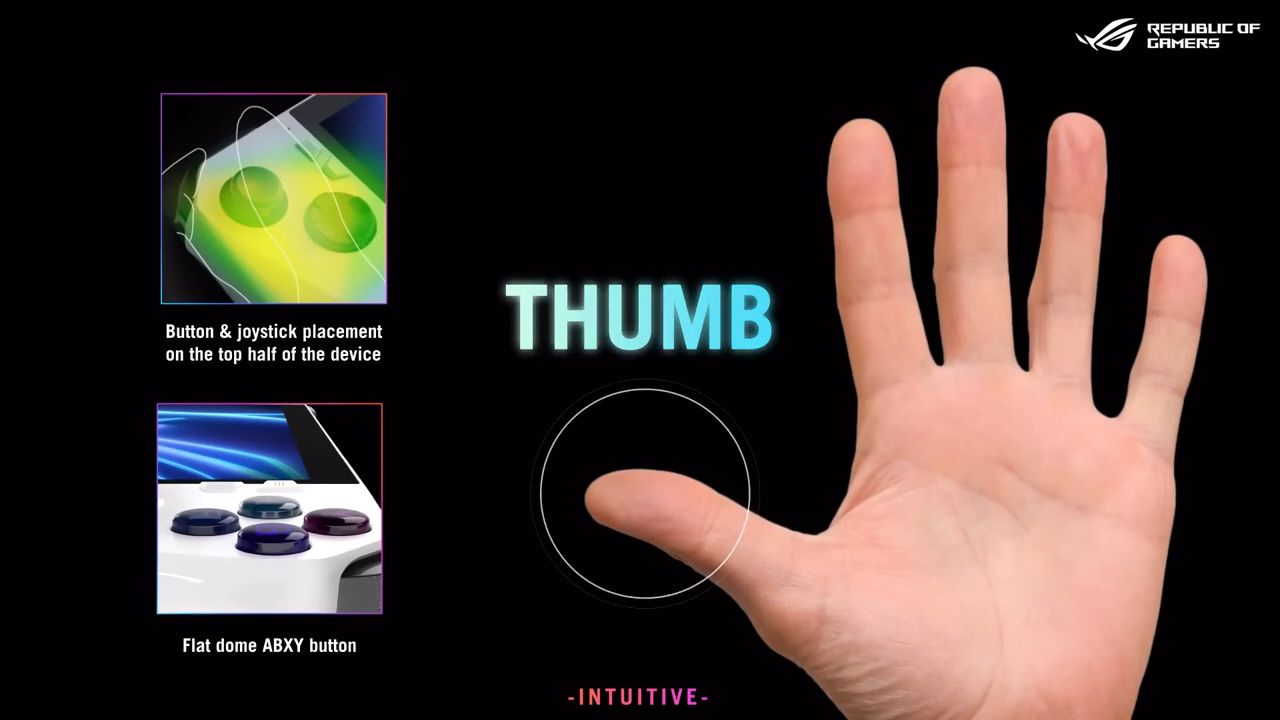 REPUBLIC OF
GAMERS
THUMB
Button & joystick placement
on the top half of the device
Flat dome ABXY button
-INTUITIVE-